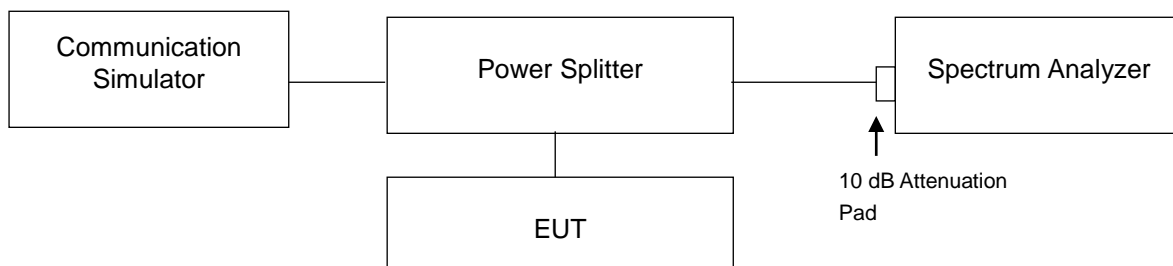 Communication
Simulator
Power Splitter
Spectrum Analyzer
10 dB Attenuation
Pad
EUT